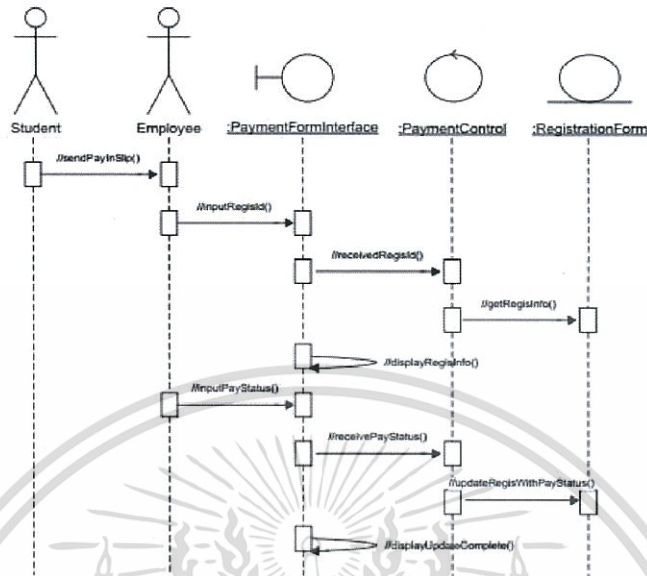 Student
Employee
:PaymentFormInterface
:PaymentControl
:RegistrationForm
//sendPayInSlip()
//inputRegisId()
//receivedRegisId()
//getRegisInfo()
//displayRegisInfo()
//inputPayStatus()
//receivePayStatus()
//updateRegisWithPayStatus()
//displayUpdateComplete()